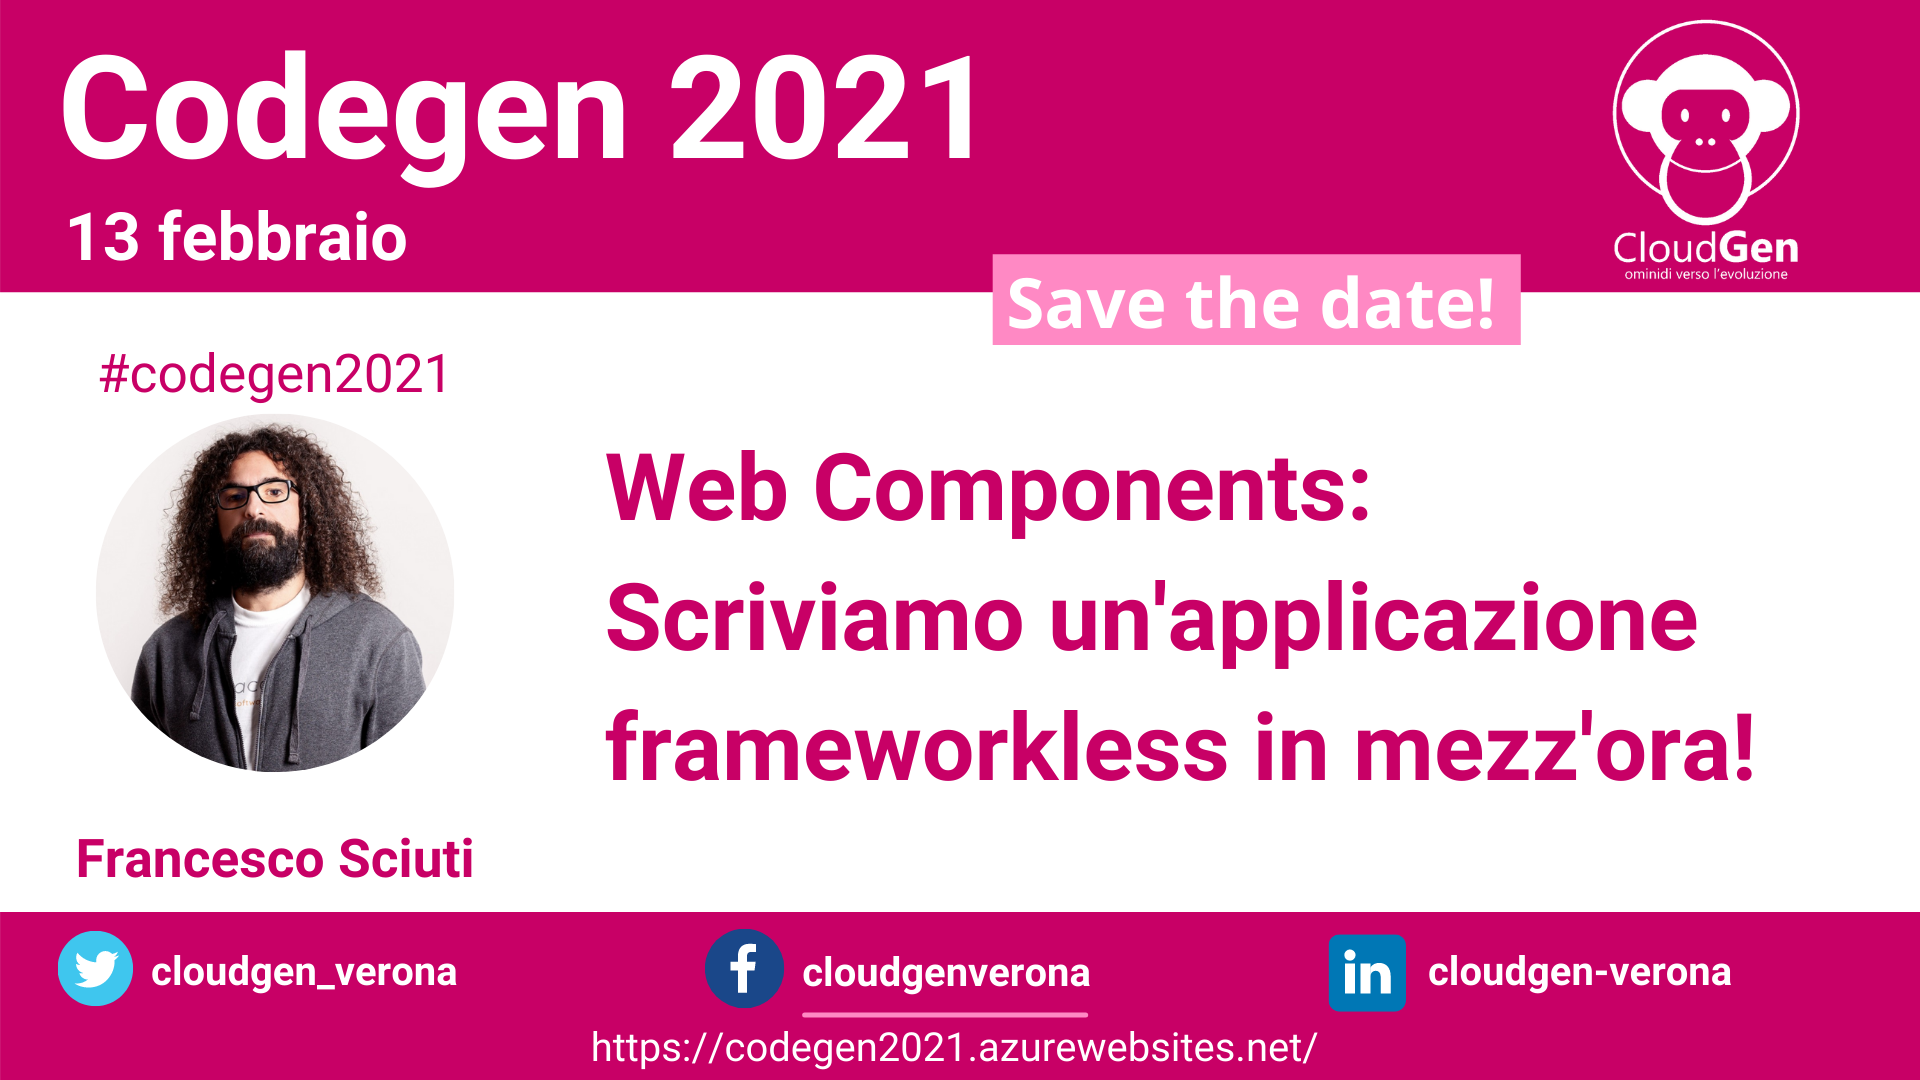 Codegen 2021
13 febbraio
CloudGen
ominidi verso l'evoluzione
Save the date!
#codegen2021
Web Components:
Scriviamo un'applicazione
frameworkless in mezz'ora!
Francesco Sciuti
cloudgen_verona
cloudgenverona
cloudgen-verona
https://codegen2021.azurewebsites.net/